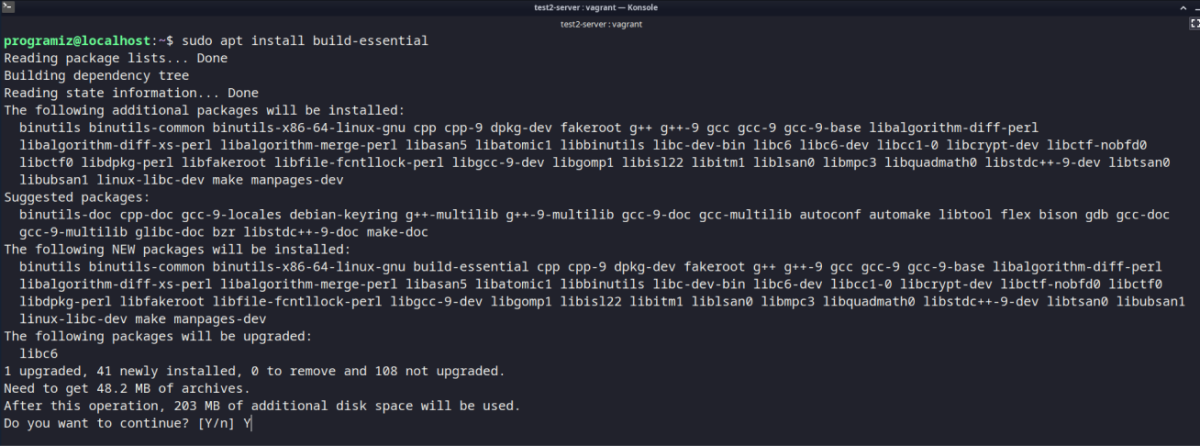 test2-server : vagrant — Konsole
test2-server : vagrant
programiz@localhost:~$ sudo apt install build-essential
Reading package lists... Done
Building dependency tree
Reading state information... Done
The following additional packages will be installed:
  binutils binutils-common binutils-x86-64-linux-gnu cpp cpp-9 dpkg-dev fakeroot g++ g++-9 gcc gcc-9 gcc-9-base libalgorithm-diff-perl
  libalgorithm-diff-xs-perl libalgorithm-merge-perl libasan5 libatomic1 libbinutils libc-dev-bin libc6 libc6-dev libcc1-0 libcrypt-dev libctf-nobfd0
  libctf0 libdpkg-perl libfakeroot libfile-fcntllock-perl libgcc-9-dev libgomp1 libisl22 libitm1 liblsan0 libmpc3 libquadmath0 libstdc++-9-dev libtsan0
  libubsan1 linux-libc-dev make manpages-dev
Suggested packages:
  binutils-doc cpp-doc gcc-9-locales debian-keyring g++-multilib g++-9-multilib gcc-9-doc gcc-multilib autoconf automake libtool flex bison gdb gcc-doc
  gcc-9-multilib glibc-doc bzr libstdc++-9-doc make-doc
The following NEW packages will be installed:
  binutils binutils-common binutils-x86-64-linux-gnu build-essential cpp cpp-9 dpkg-dev fakeroot g++ g++-9 gcc gcc-9 gcc-9-base libalgorithm-diff-perl
  libalgorithm-diff-xs-perl libalgorithm-merge-perl libasan5 libatomic1 libbinutils libc-dev-bin libc6-dev libcc1-0 libcrypt-dev libctf-nobfd0 libctf0
  libdpkg-perl libfakeroot libfile-fcntllock-perl libgcc-9-dev libgomp1 libisl22 libitm1 liblsan0 libmpc3 libquadmath0 libstdc++-9-dev libtsan0 libubsan1
  linux-libc-dev make manpages-dev
The following packages will be upgraded:
  libc6
1 upgraded, 41 newly installed, 0 to remove and 108 not upgraded.
Need to get 48.2 MB of archives.
After this operation, 203 MB of additional disk space will be used.
Do you want to continue? [Y/n] Y